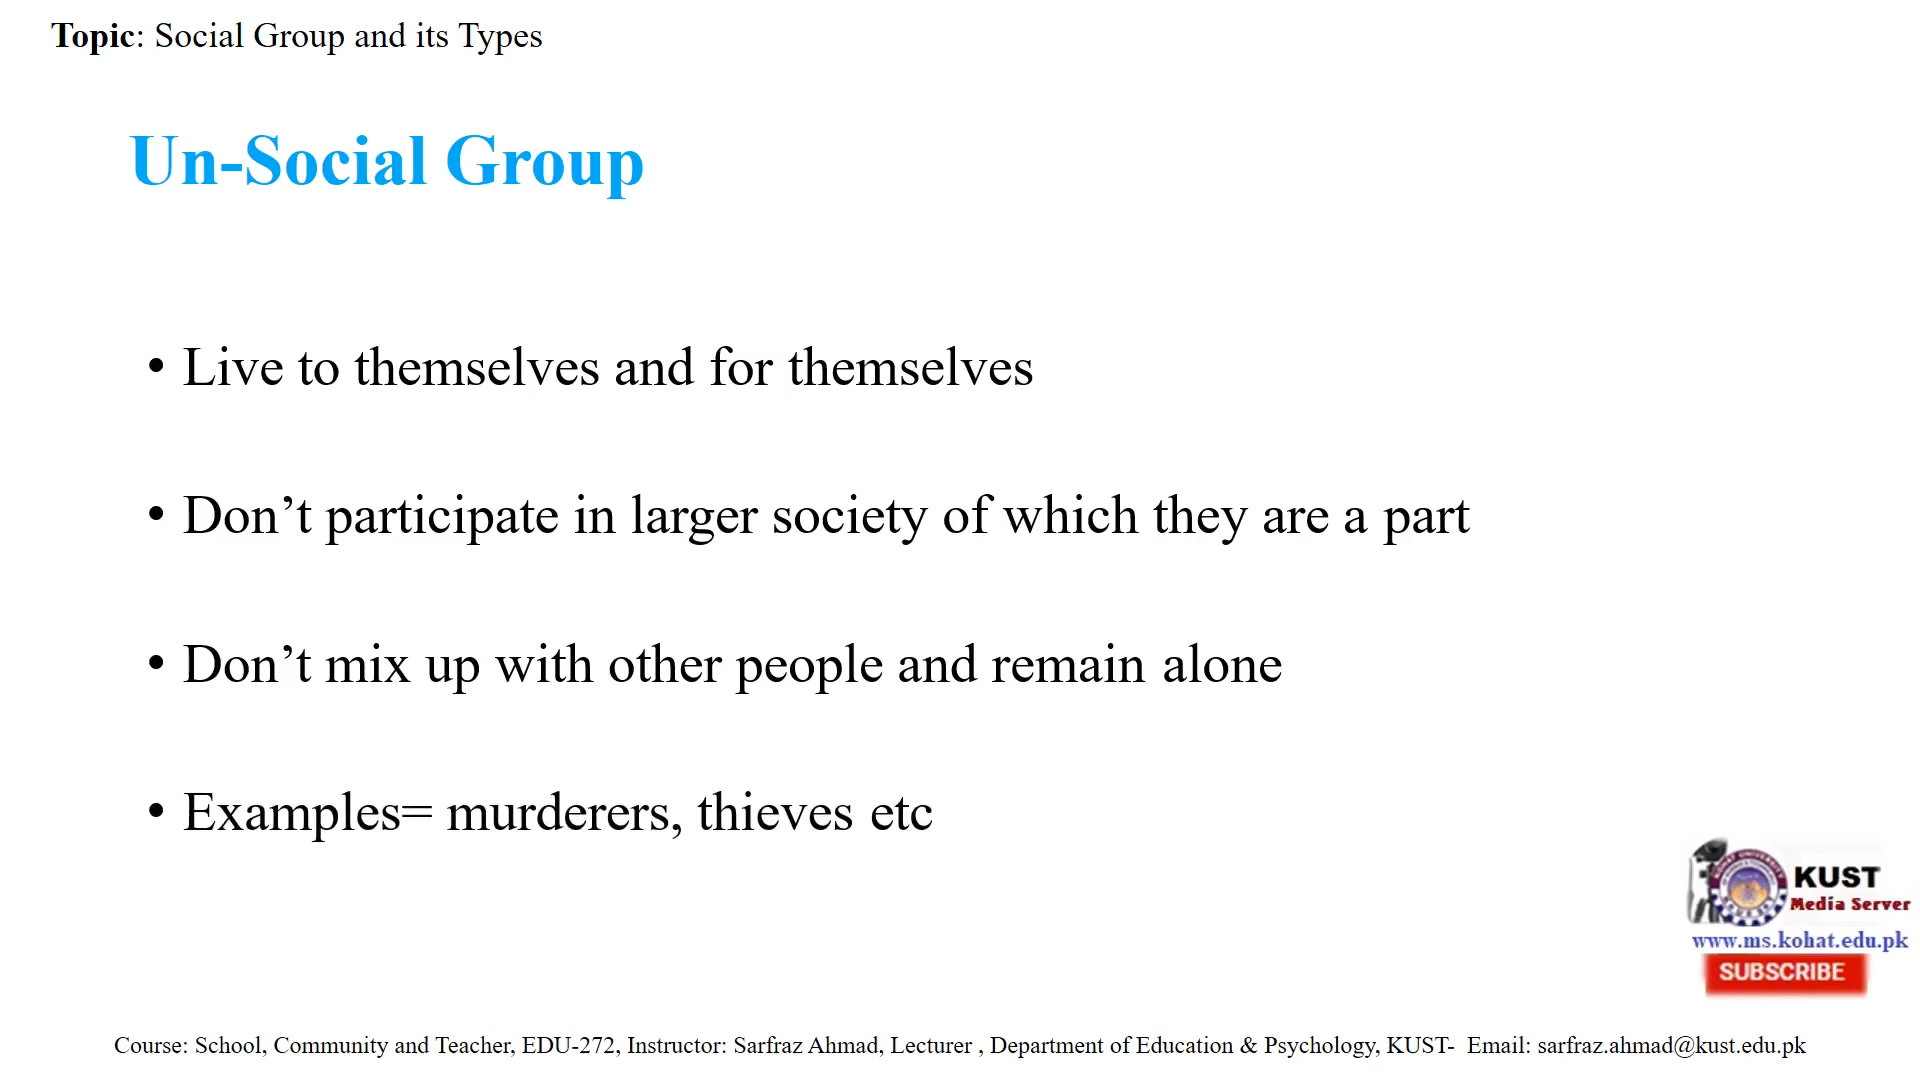 Topic: Social Group and its Types
Un-Social Group
• Live to themselves and for themselves
• Don’t participate in larger society of which they are a part
• Don’t mix up with other people and remain alone
• Examples= murderers, thieves etc
KUST
Media Server
www.ms.kohat.edu.pk
SUBSCRIBE
Course: School, Community and Teacher, EDU-272, Instructor: Sarfraz Ahmad, Lecturer , Department of Education & Psychology, KUST-  Email: sarfraz.ahmad@kust.edu.pk